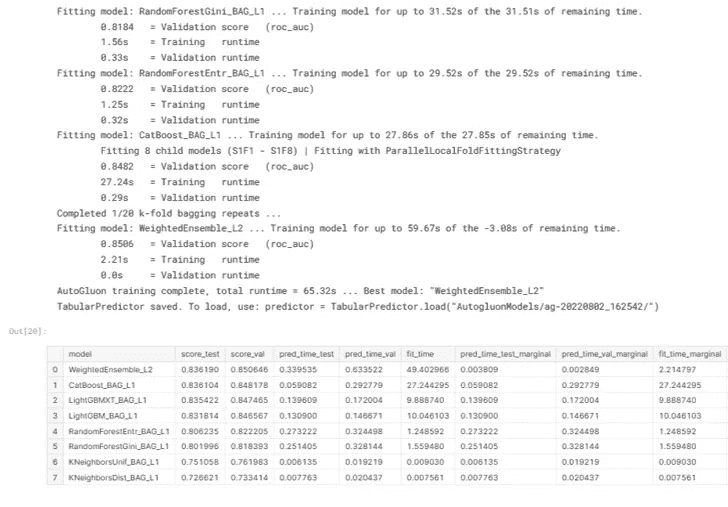 Fitting model: RandomForestGini_BAG_L1 ... Training model for up to 31.52s of the 31.51s of remaining time.
0.8184 = Validation score (roc_auc)
1.56s = Training runtime
0.33s = Validation runtime
Fitting model: RandomForestEntr_BAG_L1 ... Training model for up to 29.52s of the 29.52s of remaining time.
0.8222 = Validation score (roc_auc)
1.25s = Training runtime
0.32s = Validation runtime
Fitting model: CatBoost_BAG_L1 ... Training model for up to 27.86s of the 27.85s of remaining time.
Fitting 8 child models (S1F1 - S1F8) | Fitting with ParallelLocalFoldFittingStrategy
0.8482 = Validation score (roc_auc)
27.24s = Training runtime
0.29s = Validation runtime
Completed 1/20 k-fold bagging repeats ...
Fitting model: WeightedEnsemble_L2 ... Training model for up to 59.67s of the -3.08s of remaining time.
0.8506 = Validation score (roc_auc)
2.21s = Training runtime
0.0s = Validation runtime
AutoGluon training complete, total runtime = 65.32s ... Best model: "WeightedEnsemble_L2"
TabularPredictor saved. To load, use: predictor = TabularPredictor.load("AutogluonModels/ag-20220802_162542/")
Out[20]:
model score_test score_val pred_time_test pred_time_val fit_time pred_time_test_marginal pred_time_val_marginal fit_time_marginal
0 WeightedEnsemble_L2 0.836190 0.850646 0.339535 0.633522 49.402966 0.003809 0.002849 2.214797
1 CatBoost_BAG_L1 0.836104 0.848178 0.059082 0.292779 27.244295 0.059082 0.292779 27.244295
2 LightGBMXT_BAG_L1 0.835422 0.847465 0.139609 0.172004 9.888740 0.139609 0.172004 9.888740
3 LightGBM_BAG_L1 0.831814 0.846567 0.130900 0.146671 10.046103 0.130900 0.146671 10.046103
4 RandomForestEntr_BAG_L1 0.806235 0.822205 0.273222 0.324498 1.248592 0.273222 0.324498 1.248592
5 RandomForestGini_BAG_L1 0.801996 0.818393 0.251405 0.328144 1.559480 0.251405 0.328144 1.559480
6 KNeighborsUnif_BAG_L1 0.751058 0.761983 0.006135 0.019219 0.009030 0.006135 0.019219 0.009030
7 KNeighborsDist_BAG_L1 0.726621 0.733414 0.007763 0.020437 0.007561 0.007763 0.020437 0.007561